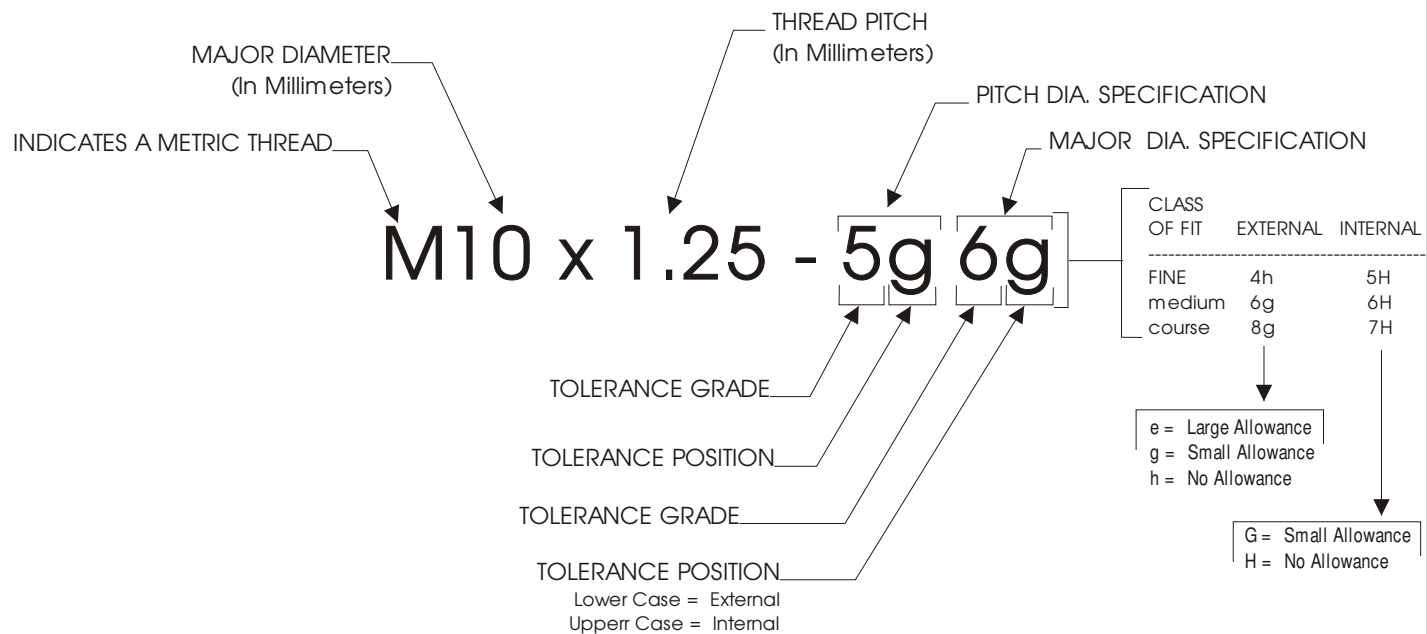 THREAD PITCH
(In Millimeters)
MAJOR DIAMETER
(In Millimeters)
PITCH DIA. SPECIFICATION
INDICATES A METRIC THREAD
MAJOR DIA. SPECIFICATION
M10 x 1.25 - 5g 6g
CLASS
OF FIT EXTERNAL INTERNAL
FINE 4h 5H
medium 6g 6H
course 8g 7H
TOLERANCE GRADE
e = Large Allowance
g = Small Allowance
h = No Allowance
TOLERANCE POSITION
TOLERANCE GRADE
G = Small Allowance
H = No Allowance
TOLERANCE POSITION
Lower Case = External
Upperr Case = Internal